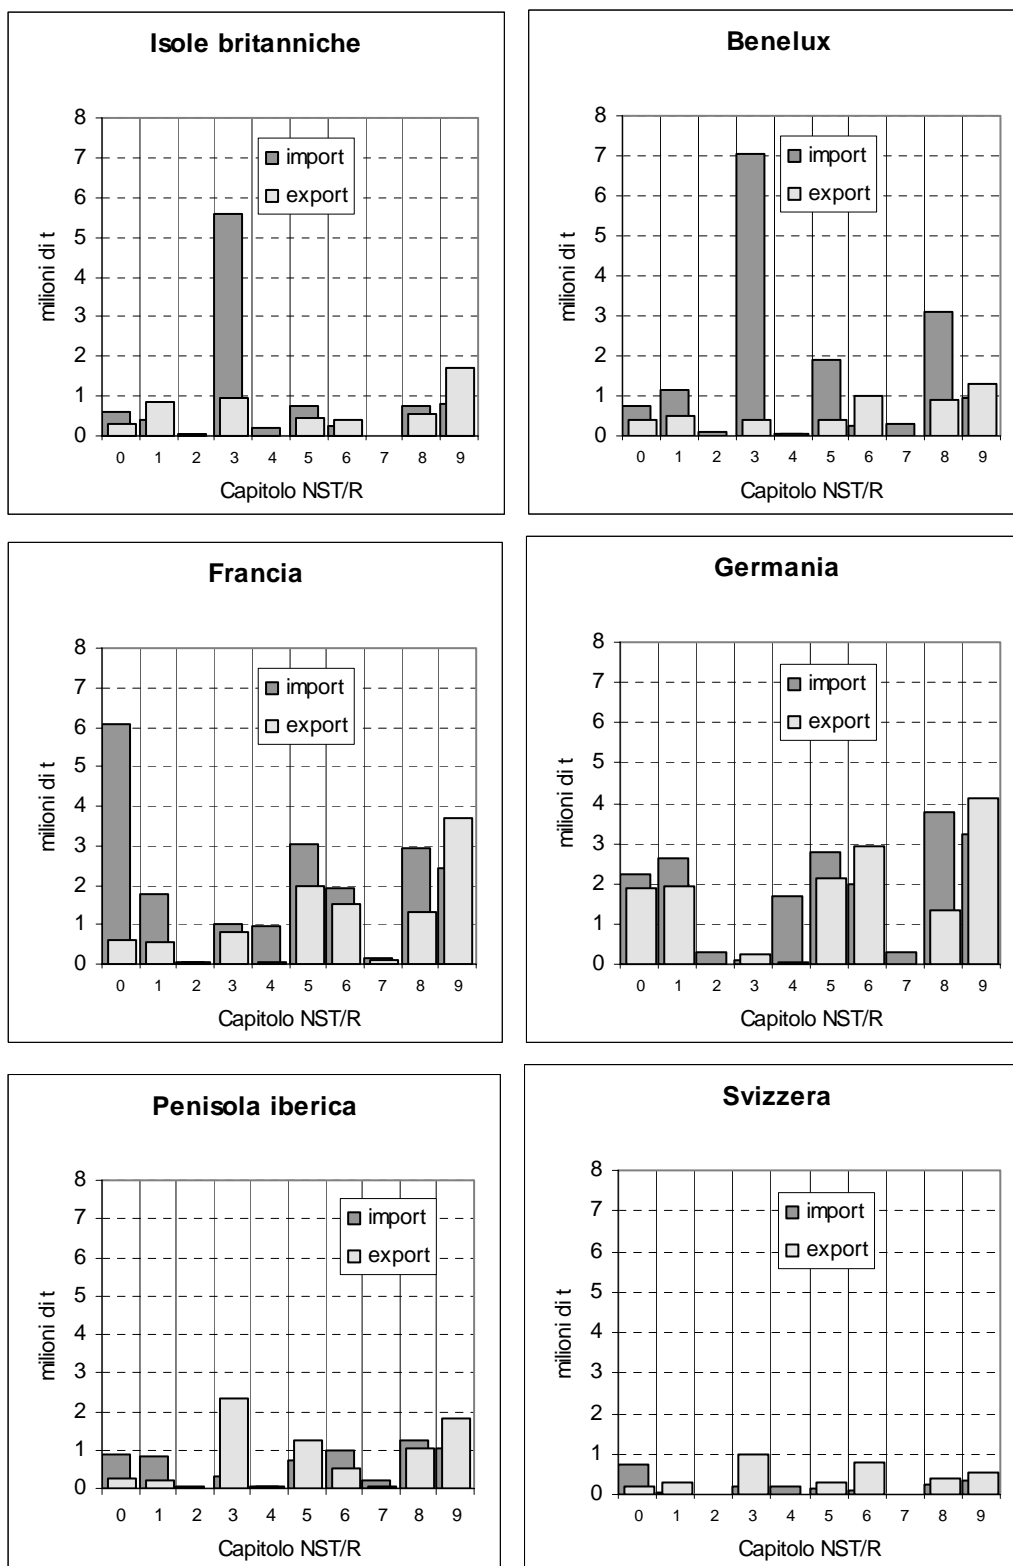 Isole britanniche
8
7
6
5
4
3
2
1
0
milioni di t
import
export
0 1 2 3 4 5 6 7 8 9
Capitolo NST/R
Benelux
8
7
6
5
4
3
2
1
0
milioni di t
import
export
0 1 2 3 4 5 6 7 8 9
Capitolo NST/R
Francia
8
7
6
5
4
3
2
1
0
milioni di t
import
export
0 1 2 3 4 5 6 7 8 9
Capitolo NST/R
Germania
8
7
6
5
4
3
2
1
0
milioni di t
import
export
0 1 2 3 4 5 6 7 8 9
Capitolo NST/R
Penisola iberica
8
7
6
5
4
3
2
1
0
milioni di t
import
export
0 1 2 3 4 5 6 7 8 9
Capitolo NST/R
Svizzera
8
7
6
5
4
3
2
1
0
milioni di t
import
export
0 1 2 3 4 5 6 7 8 9
Capitolo NST/R